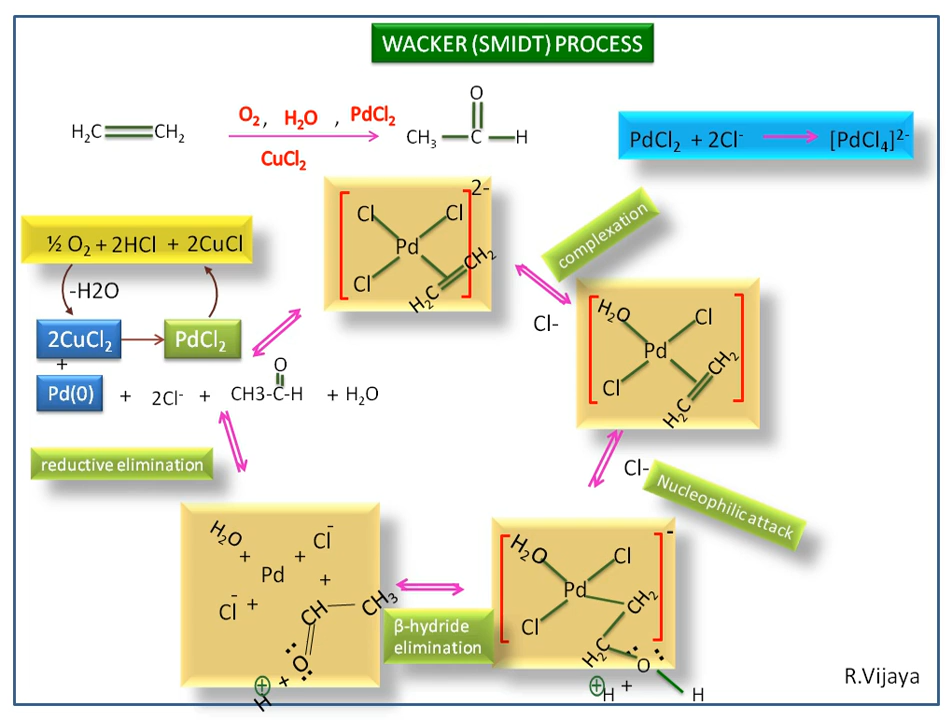 WACKER (SMIDT) PROCESS
H₂C=CH₂
O₂ , H₂O , PdCl₂
CuCl₂
O
CH₃ — C — H
PdCl₂ + 2Cl⁻ → [PdCl₄]²⁻
2-
Cl Cl
Pd
Cl
CH₂
H₂C
complexation
½ O₂ + 2HCl + 2CuCl
-H2O
2CuCl₂ → PdCl₂
+
Pd(0) + 2Cl⁻ + CH3-C-H + H₂O
O
Cl-
H₂O Cl
Pd
Cl
CH₂
H₂C
reductive elimination
Cl-
Nucleophilic attack
H₂O + Pd + Cl⁻
+
Cl⁻ +
CH — CH₃
O
+
H
⊕
β-hydride
elimination
-
H₂O Cl
Pd
Cl
CH₂
H₂C
O
H
⊕
H +
R.Vijaya